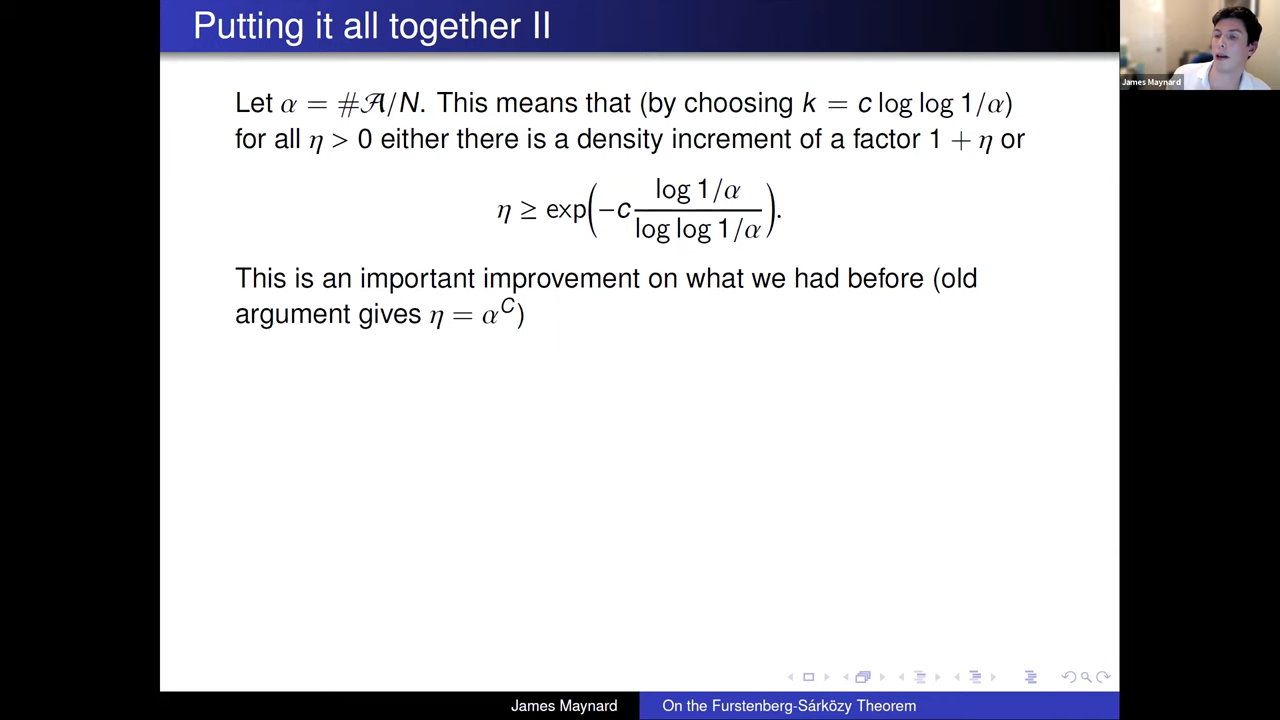 Putting it all together II
James Maynard
Let α = #𝒜/N. This means that (by choosing k = c log log 1/α)
for all η > 0 either there is a density increment of a factor 1 + η or
η ≥ exp(−c log 1/α / log log 1/α).
This is an important improvement on what we had before (old
argument gives η = α^C)
James Maynard
On the Furstenberg-Sárközy Theorem